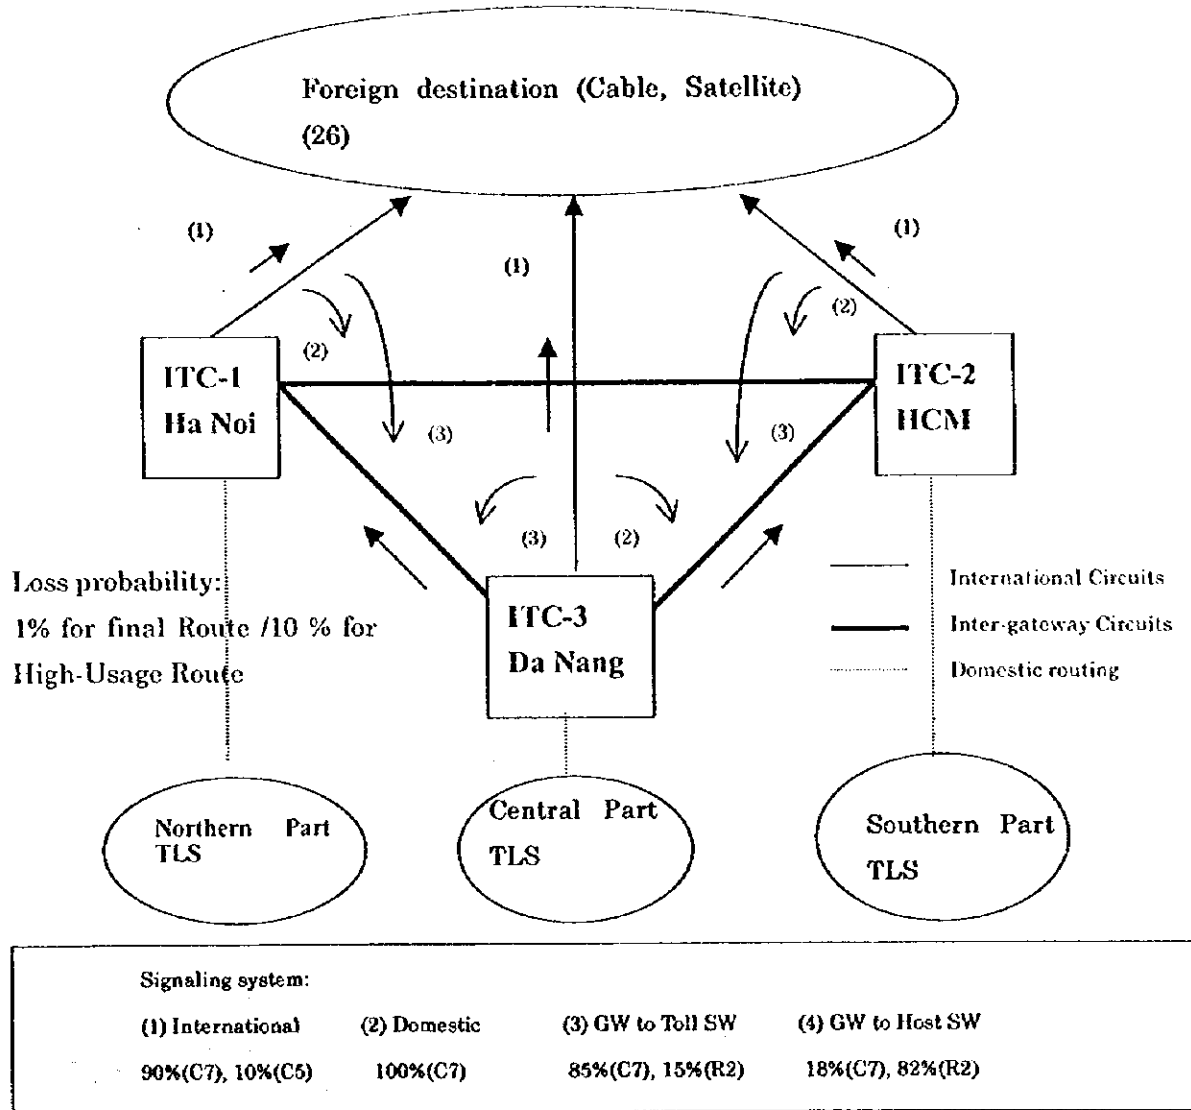 Foreign destination (Cable, Satellite)
(26)
(1)
(1)
(1)
(2)
(2)
ITC-1
Ha Noi
ITC-2
HCM
(3)
(3)
(3)
(2)
Loss probability:
1% for final Route /10 % for
High-Usage Route
ITC-3
Da Nang
International Circuits
Inter-gateway Circuits
Domestic routing
Northern Part
TLS
Central Part
TLS
Southern Part
TLS
Signaling system:
(1) International (2) Domestic (3) GW to Toll SW (4) GW to Host SW
90%(C7), 10%(C5) 100%(C7) 85%(C7), 15%(R2) 18%(C7), 82%(R2)